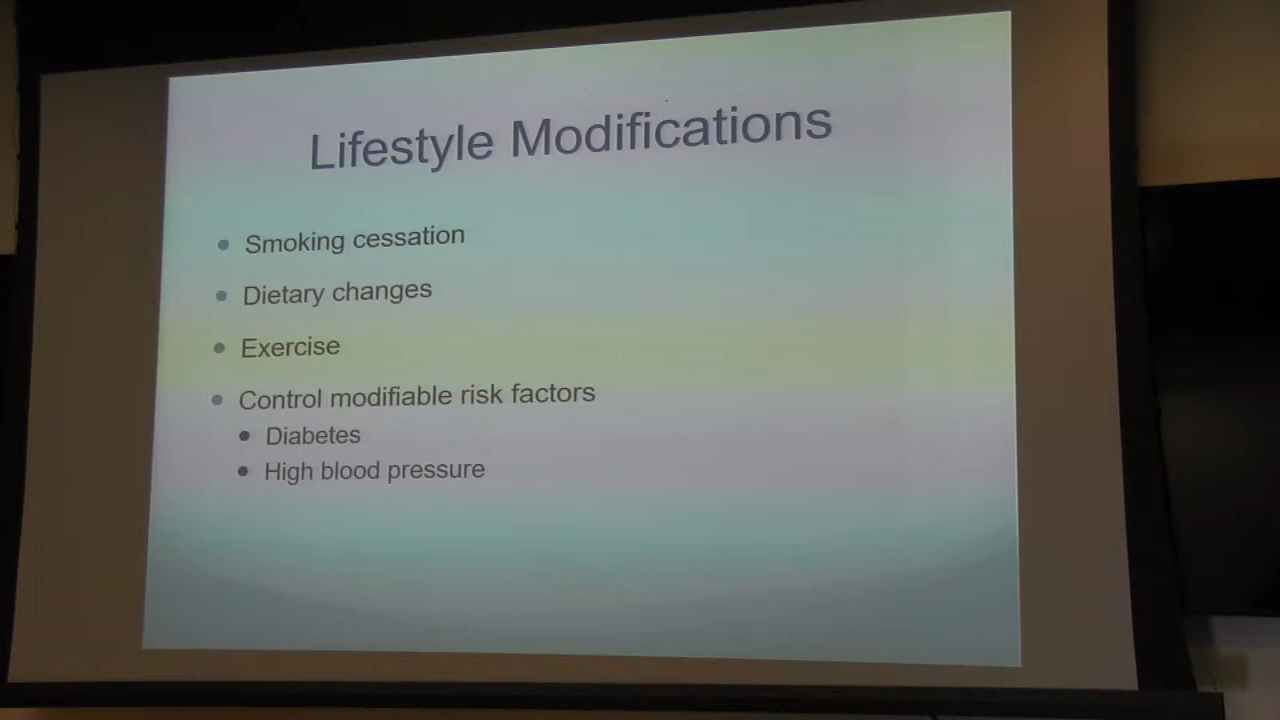 Lifestyle Modifications
Smoking cessation
Dietary changes
Exercise
Control modifiable risk factors
Diabetes
High blood pressure